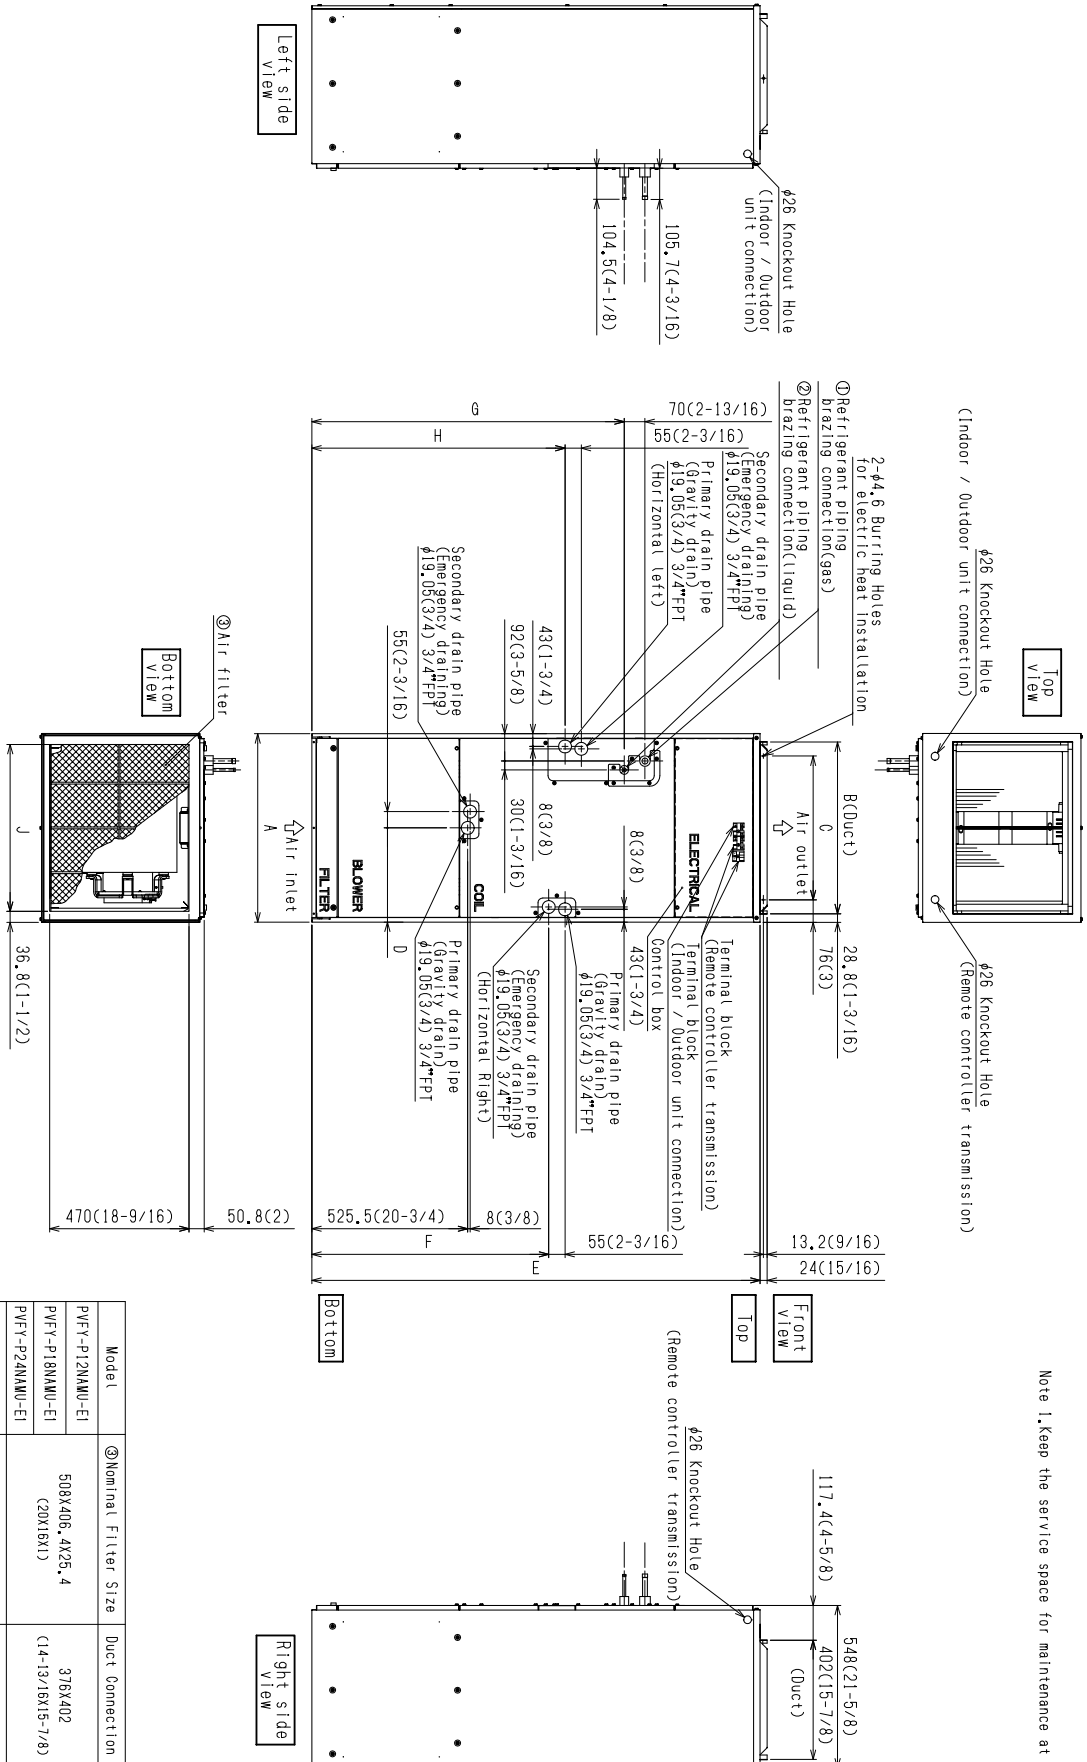 Top
view
φ26 Knockout Hole
(Indoor / Outdoor unit connection)
φ26 Knockout Hole
(Remote controller transmission)
Note 1.Keep the service space for maintenance at
Left side
view
φ26 Knockout Hole
(Indoor / Outdoor
unit connection)
105.7(4-3/16)
104.5(4-1/8)
2-φ4.6 Burring Holes
for electric heat installation
①Refrigerant piping
brazing connection(gas)
②Refrigerant piping
brazing connection(liquid)
Secondary drain pipe
(Emergency draining)
φ19.05(3/4) 3/4"FPT
Primary drain pipe
(Gravity drain)
φ19.05(3/4) 3/4"FPT
(Horizontal left)
70(2-13/16)
55(2-3/16)
G
H
Secondary drain pipe
(Emergency draining)
φ19.05(3/4) 3/4"FPT
55(2-3/16)
43(1-3/4)
92(3-5/8)
8(3/8)
30(1-3/16)
B(Duct)
C
Air outlet
28.8(1-3/16)
76(3)
ELECTRICAL
COIL
BLOWER
FILTER
8(3/8)
43(1-3/4)
Air inlet
A
D
Terminal block
(Remote controller transmission)
Terminal block
(Indoor / Outdoor unit connection)
Control box
Primary drain pipe
(Gravity drain)
φ19.05(3/4) 3/4"FPT
Secondary drain pipe
(Emergency draining)
φ19.05(3/4) 3/4"FPT
(Horizontal Right)
Primary drain pipe
(Gravity drain)
φ19.05(3/4) 3/4"FPT
13.2(9/16)
24(15/16)
55(2-3/16)
E
F
525.5(20-3/4)
8(3/8)
Front
view
Top
Bottom
③Air filter
Bottom
view
J
36.8(1-1/2)
470(18-9/16)
50.8(2)
φ26 Knockout Hole
(Remote controller transmission)
117.4(4-5/8)
548(21-5/8)
402(15-7/8)
(Duct)
Right side
view
Model
③Nominal Filter Size
Duct Connection
PVFY-P12NAMU-E1
PVFY-P18NAMU-E1
PVFY-P24NAMU-E1
508X406.4X25.4
(20X16X1)
376X402
(14-13/16X15-7/8)